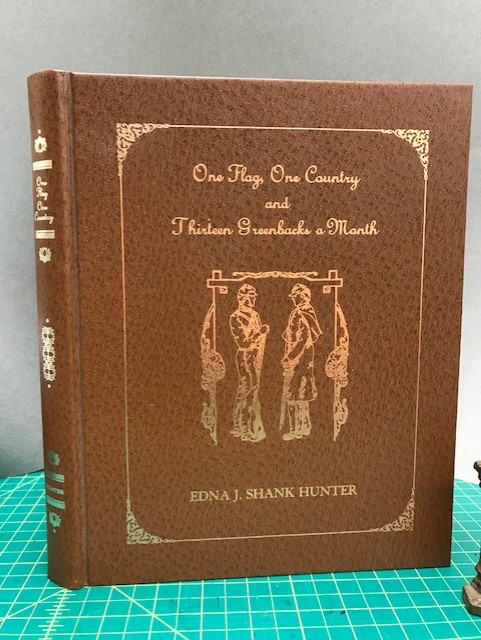 One Flag, One Country
and
Thirteen Greenbacks a Month
EDNA J. SHANK HUNTER
One
Flag
One
Country